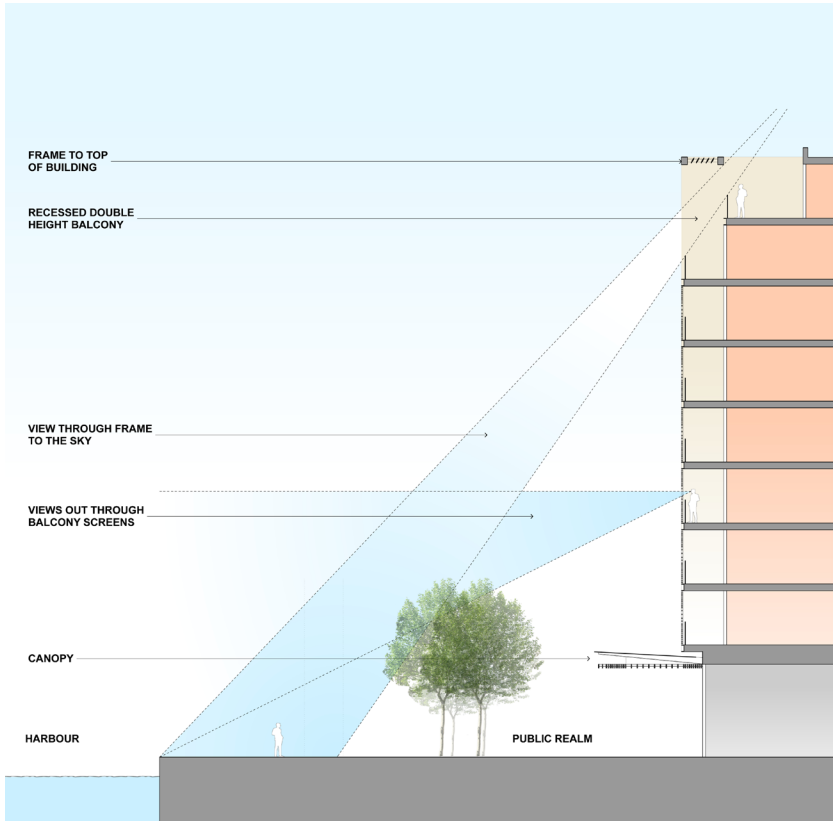 FRAME TO TOP
OF BUILDING
RECESSED DOUBLE
HEIGHT BALCONY
VIEW THROUGH FRAME
TO THE SKY
VIEWS OUT THROUGH
BALCONY SCREENS
CANOPY
HARBOUR
PUBLIC REALM